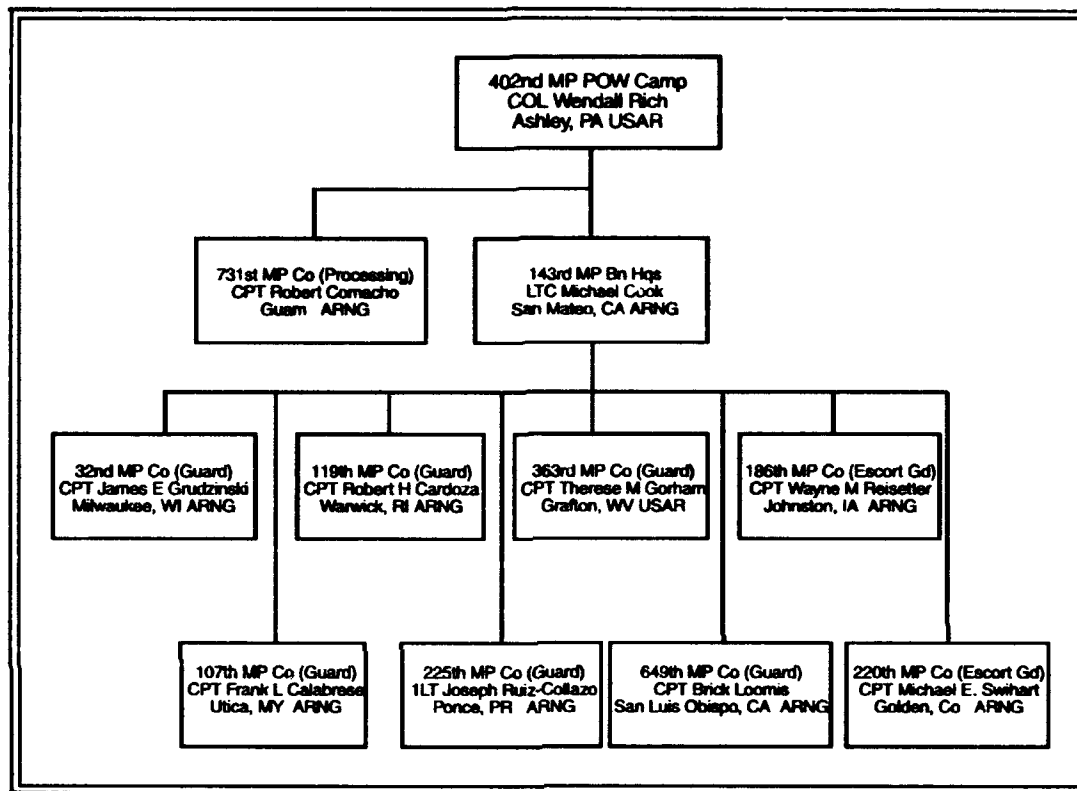 402nd MP POW Camp
COL Wendall Rich
Ashley, PA USAR
731st MP Co (Processing)
CPT Robert Comacho
Guam ARNG
143rd MP Bn Hqs
LTC Michael Cook
San Mateo, CA ARNG
32nd MP Co (Guard)
CPT James E Grudzinski
Milwaukee, WI ARNG
119th MP Co (Guard)
CPT Robert H Cardoza
Warwick, RI ARNG
363rd MP Co (Guard)
CPT Therese M Gorham
Grafton, WV USAR
186th MP Co (Escort Gd)
CPT Wayne M Reisetter
Johnston, IA ARNG
107th MP Co (Guard)
CPT Frank L Calabrese
Utica, MY ARNG
225th MP Co (Guard)
1LT Joseph Ruiz-Collazo
Ponce, PR ARNG
649th MP Co (Guard)
CPT Brick Loomis
San Luis Obispo, CA ARNG
220th MP Co (Escort Gd)
CPT Michael E. Swihart
Golden, Co ARNG